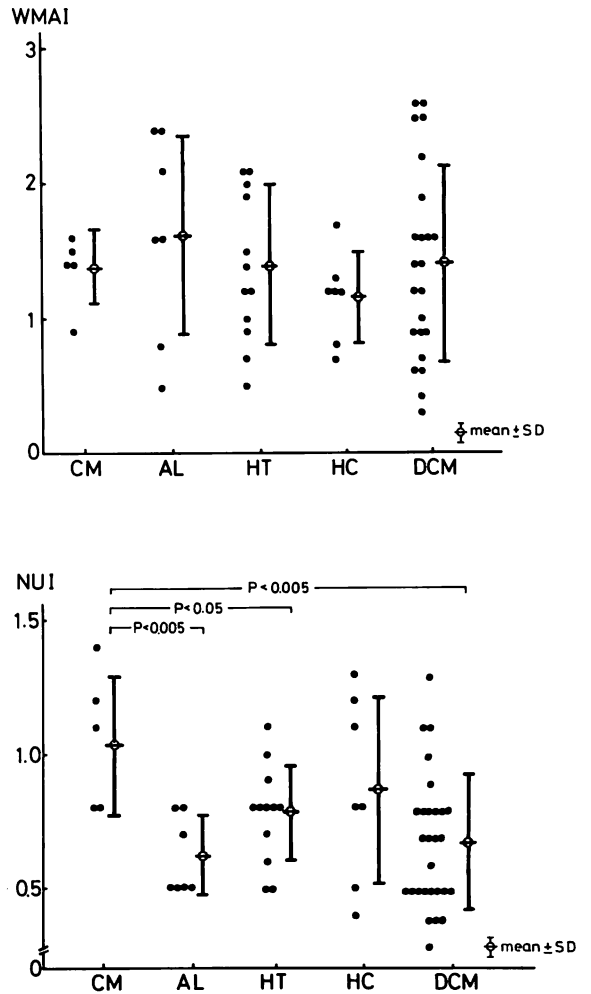 WMAI
3
2
1
0
CM AL HT HC DCM
mean ± SD
NUI
P<0.005
P<0.05
P<0.005
1.5
1.0
0.5
0
CM AL HT HC DCM
mean ± SD